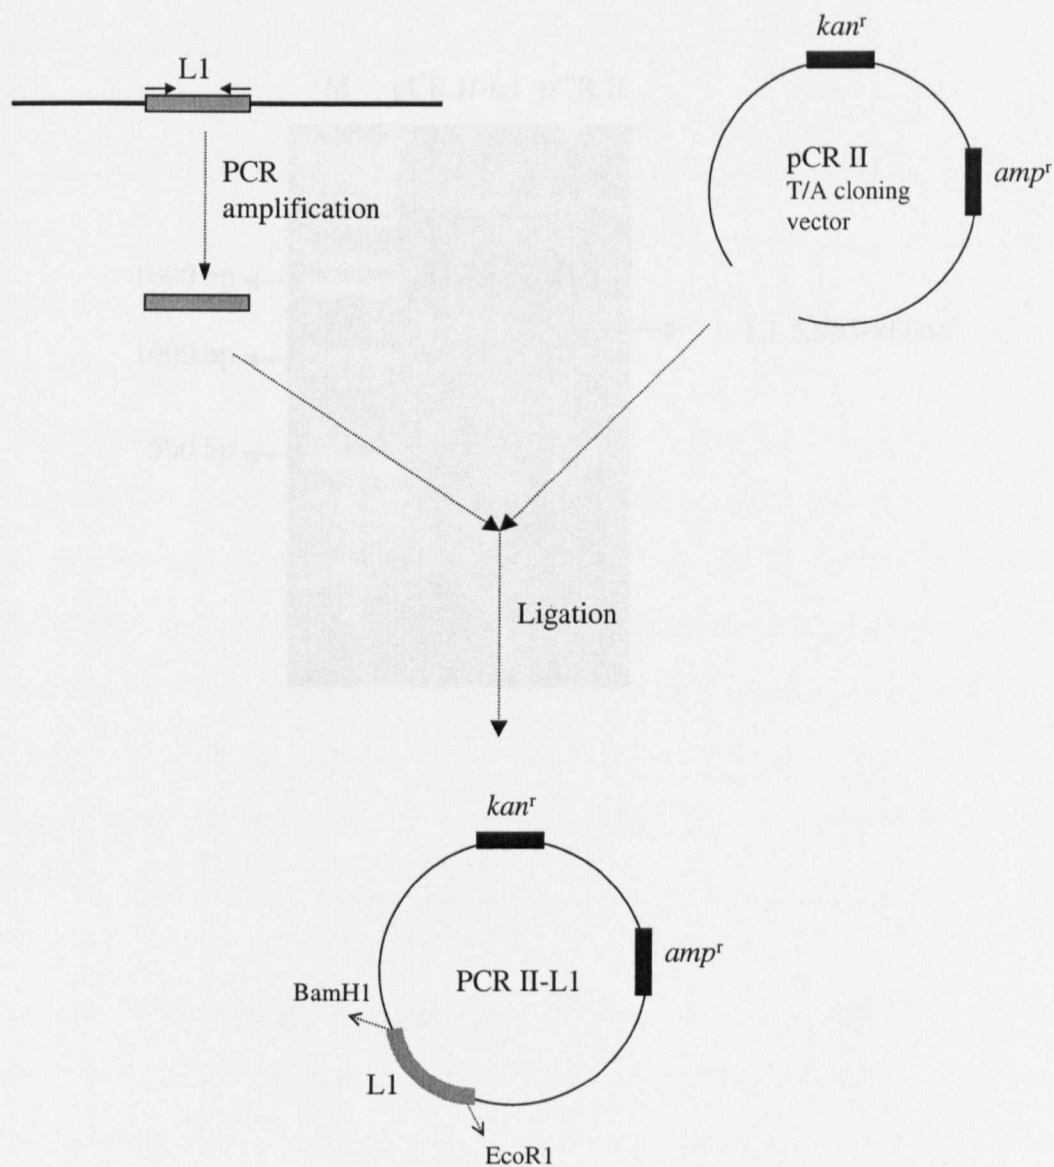 kanʳ
L1
pCR II
T/A cloning
vector
ampʳ
PCR
amplification
Ligation
kanʳ
ampʳ
PCR II-L1
BamH1
L1
EcoR1